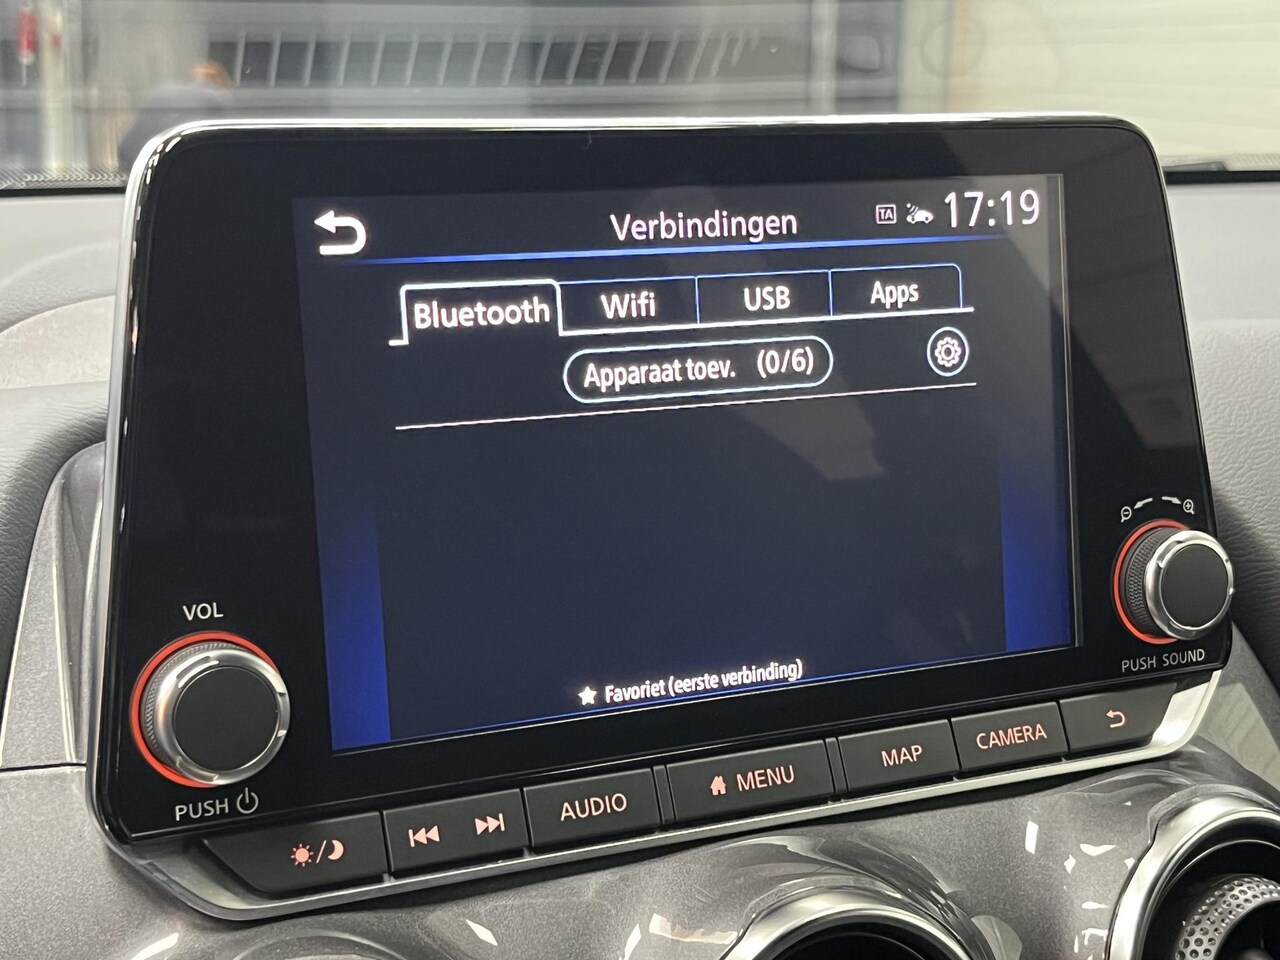 Verbindingen
TA
17:19
Bluetooth
Wifi
USB
Apps
Apparaat toev. (0/6)
Favoriet (eerste verbinding)
VOL
PUSH
PUSH SOUND
AUDIO
MENU
MAP
CAMERA